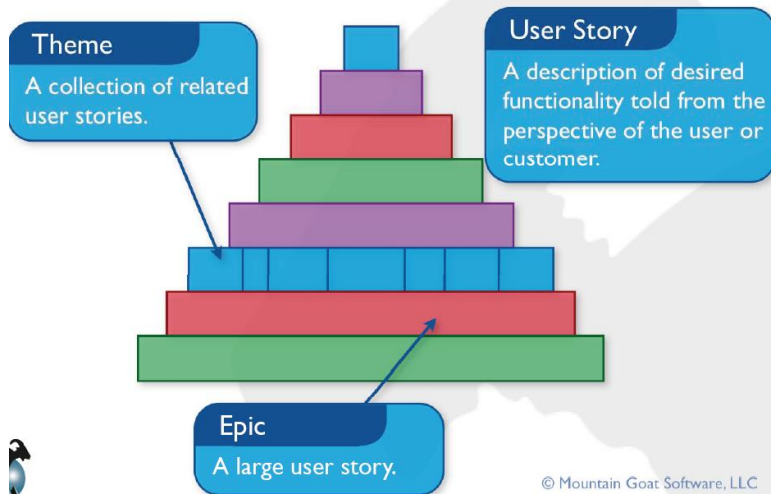 Theme
A collection of related
user stories.
User Story
A description of desired
functionality told from the
perspective of the user or
customer.
Epic
A large user story.
© Mountain Goat Software, LLC